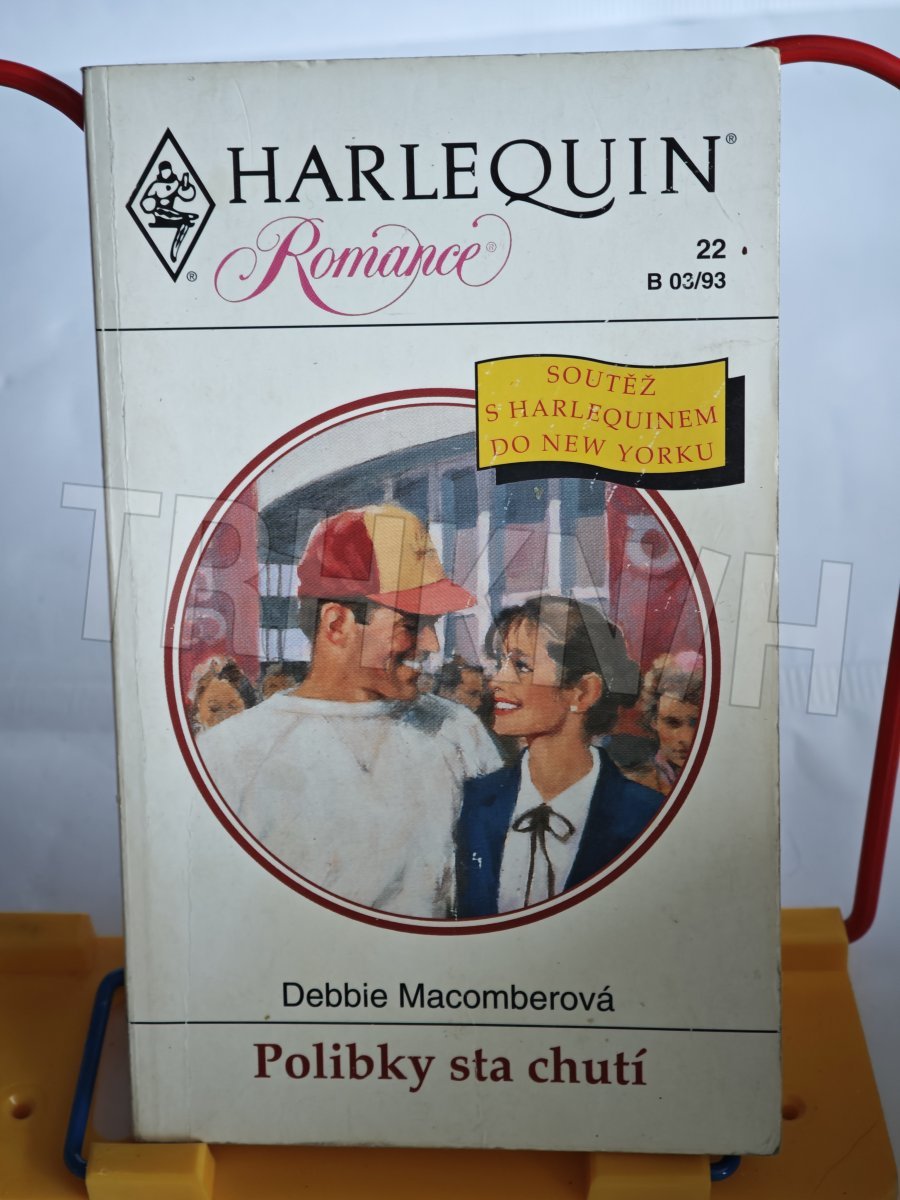 HARLEQUIN®
Romance®
®
22
B 03/93
SOUTĚŽ
S HARLEQUINEM
DO NEW YORKU
Debbie Macomberová
Polibky sta chutí